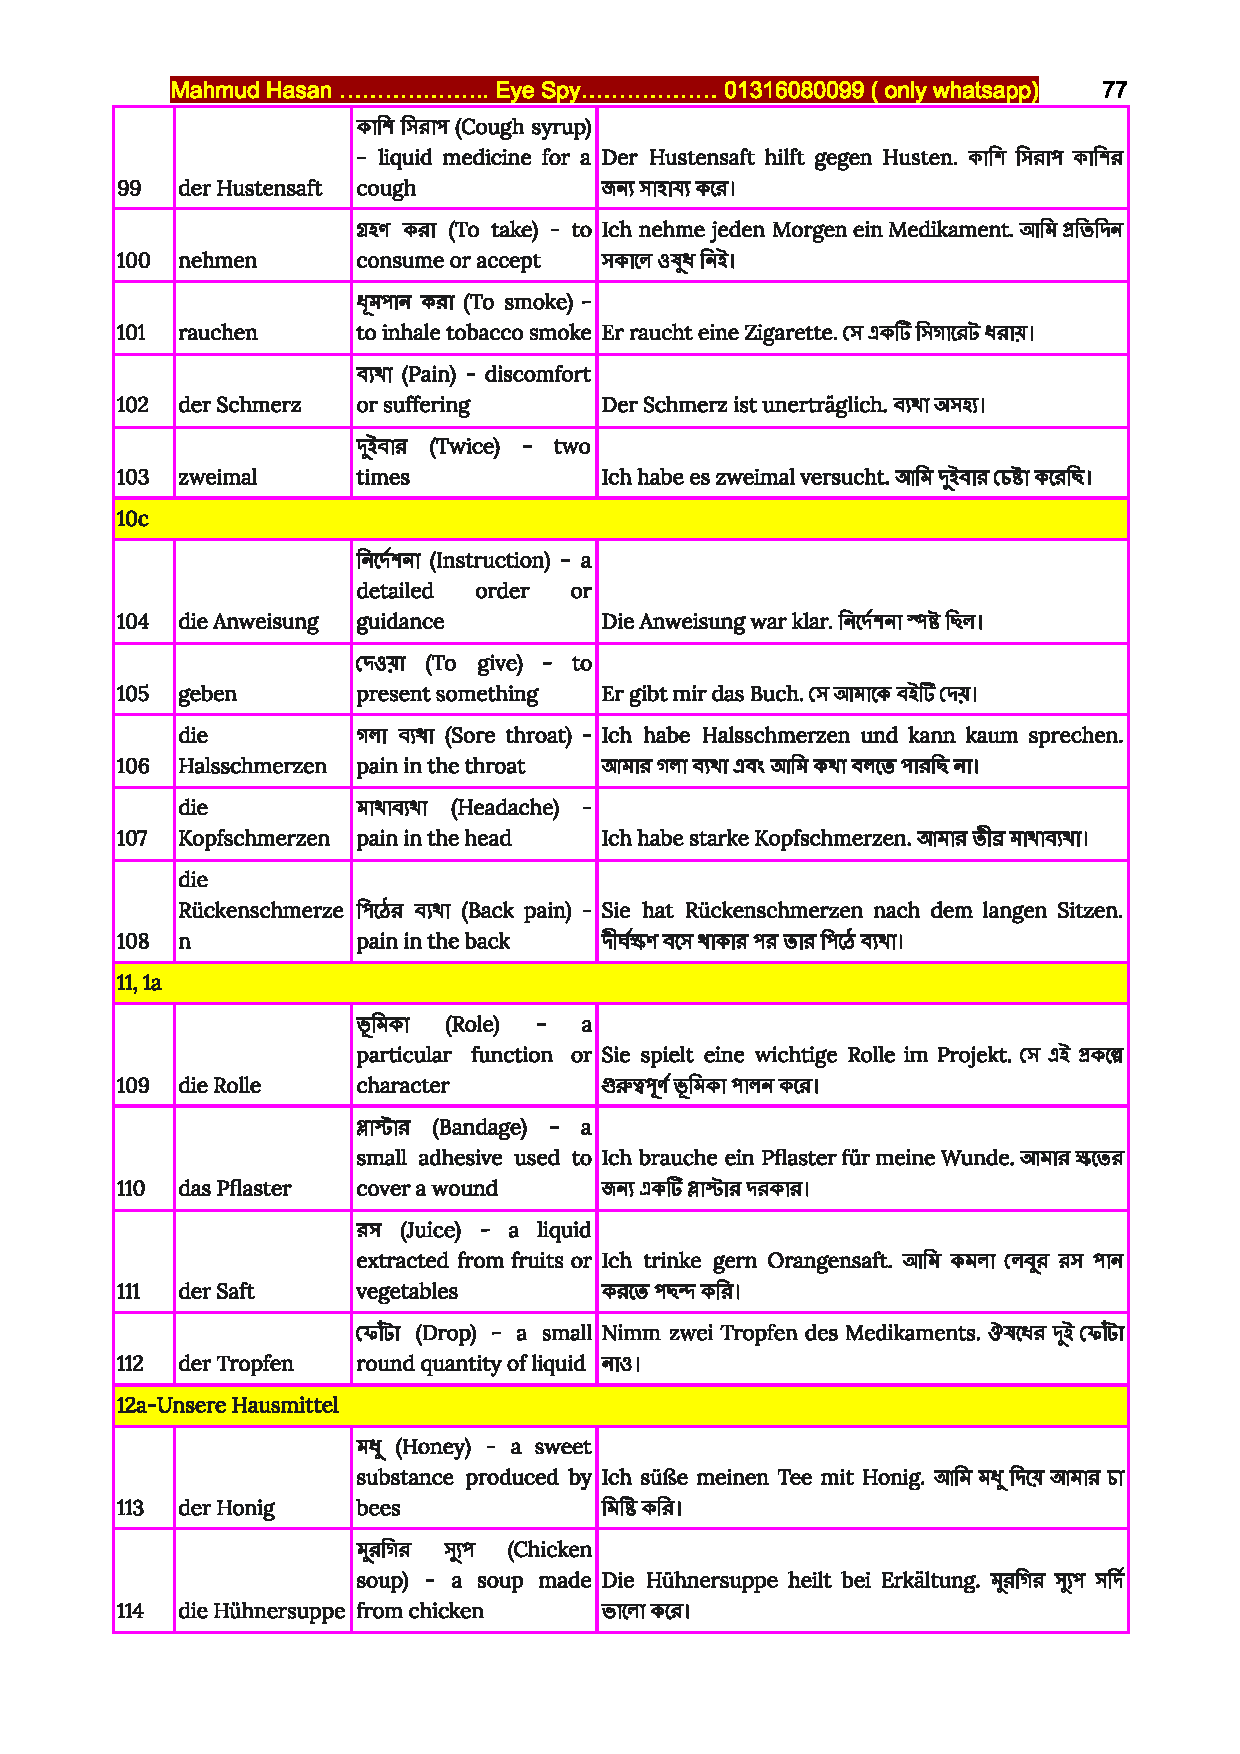 Mahmud Hasan ……………….. Eye Spy……………… 01316080099 ( only whatsapp) 77
কাশি সিরাপ (Cough syrup)
- liquid medicine for a Der Hustensaft hilft gegen Husten. কাশি সিরাপ কাশির
99 der Hustensaft cough জন্য সাহায্য করে।
গ্রহণ করা (To take) - to Ich nehme jeden Morgen ein Medikament. আমি প্রতিদিন
100 nehmen consume or accept সকালে ওষুধ নিই।
ধূমপান করা (To smoke) -
101 rauchen to inhale tobacco smoke Er raucht eine Zigarette. সে একটি সিগারেট ধরায়।
ব্যথা (Pain) - discomfort
102 der Schmerz or suffering Der Schmerz ist unerträglich. ব্যথা অসহ্য।
দুইবার (Twice) - two
103 zweimal times Ich habe es zweimal versucht. আমি দুইবার চেষ্টা করেছি।
10c
নির্দেশনা (Instruction) - a
detailed order or
104 die Anweisung guidance Die Anweisung war klar. নির্দেশনা স্পষ্ট ছিল।
দেওয়া (To give) - to
105 geben present something Er gibt mir das Buch. সে আমাকে বইটি দেয়।
die গলা ব্যথা (Sore throat) - Ich habe Halsschmerzen und kann kaum sprechen.
106 Halsschmerzen pain in the throat আমার গলা ব্যথা এবং আমি কথা বলতে পারছি না।
die মাথাব্যথা (Headache) -
107 Kopfschmerzen pain in the head Ich habe starke Kopfschmerzen. আমার তীব্র মাথাব্যথা।
die
Rückenschmerze পিঠের ব্যথা (Back pain) - Sie hat Rückenschmerzen nach dem langen Sitzen.
108 n pain in the back দীর্ঘক্ষণ বসে থাকার পর তার পিঠে ব্যথা।
11, 1a
ভূমিকা (Role) - a
particular function or Sie spielt eine wichtige Rolle im Projekt. সে এই প্রকল্পে
109 die Rolle character গুরুত্বপূর্ণ ভূমিকা পালন করে।
প্লাস্টার (Bandage) - a
small adhesive used to Ich brauche ein Pflaster für meine Wunde. আমার ক্ষতের
110 das Pflaster cover a wound জন্য একটি প্লাস্টার দরকার।
রস (Juice) - a liquid
extracted from fruits or Ich trinke gern Orangensaft. আমি কমলা লেবুর রস পান
111 der Saft vegetables করতে পছন্দ করি।
ফোঁটা (Drop) - a small Nimm zwei Tropfen des Medikaments. ঔষধের দুই ফোঁটা
112 der Tropfen round quantity of liquid নাও।
12a-Unsere Hausmittel
মধু (Honey) - a sweet
substance produced by Ich süße meinen Tee mit Honig. আমি মধু দিয়ে আমার চা
113 der Honig bees মিষ্টি করি।
মুরগির স্যুপ (Chicken
soup) - a soup made Die Hühnersuppe heilt bei Erkältung. মুরগির স্যুপ সর্দি
114 die Hühnersuppe from chicken ভালো করে।